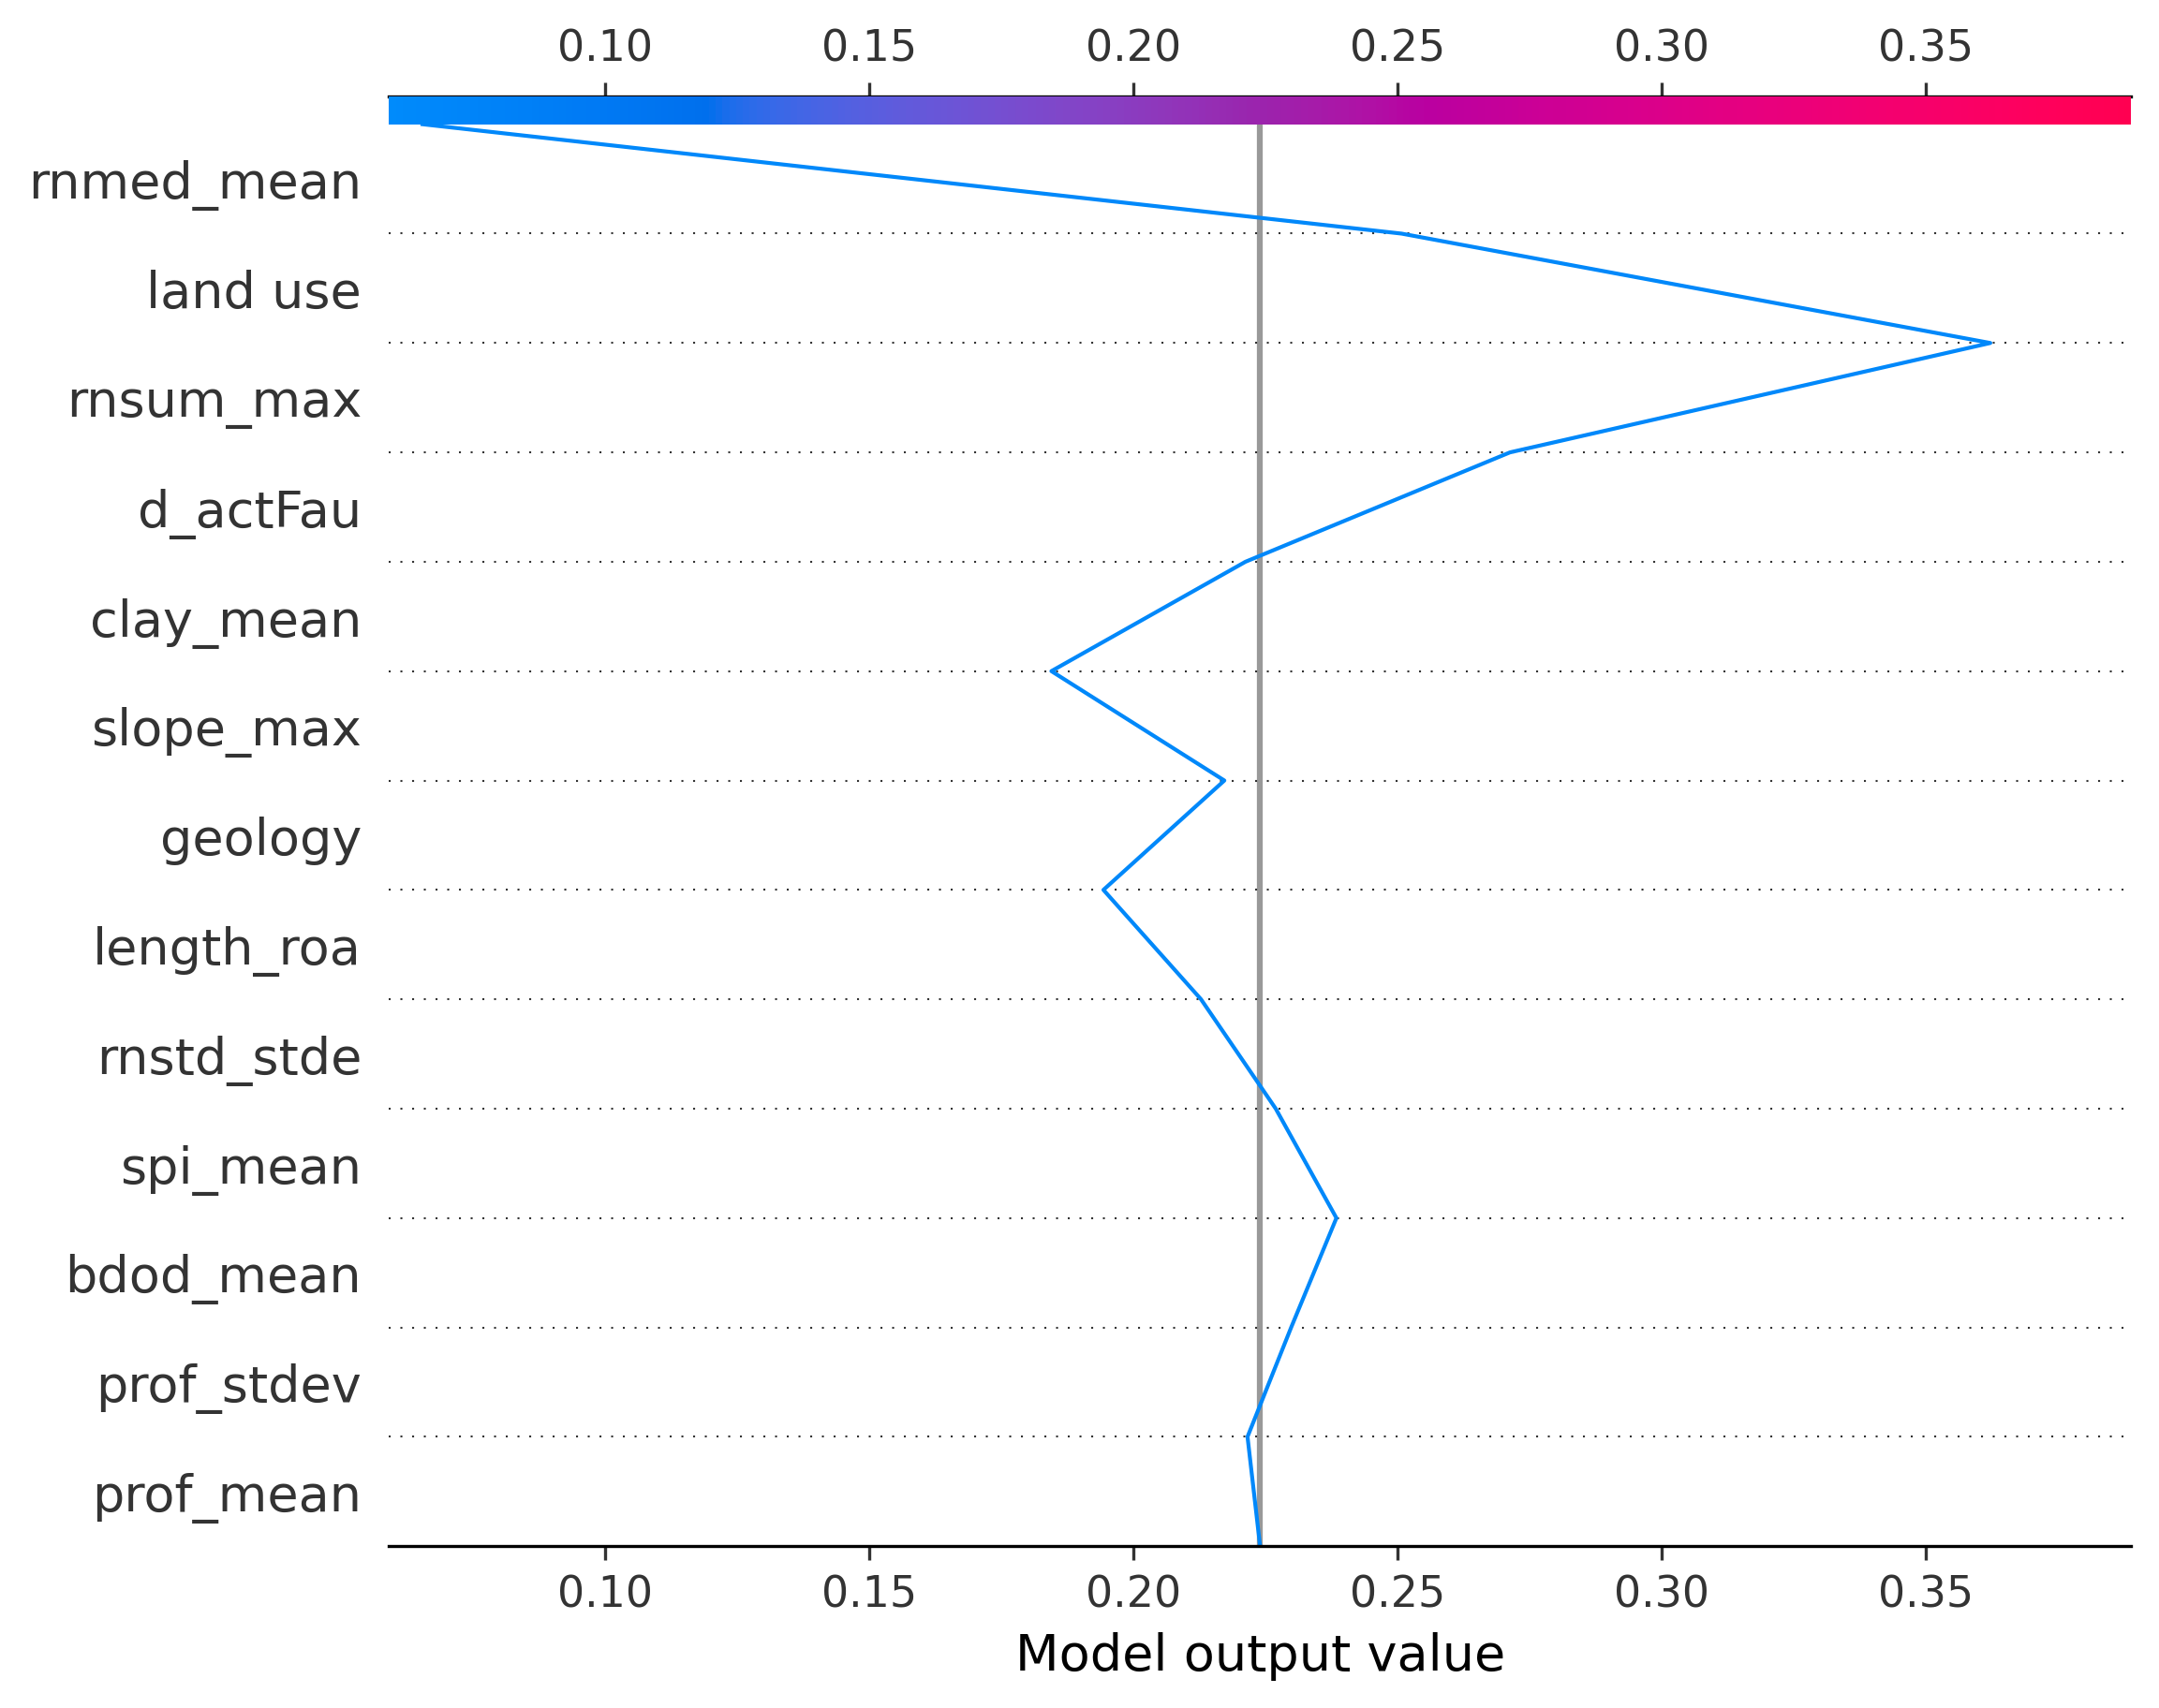 0.10 0.15 0.20 0.25 0.30 0.35
rnmed_mean
land use
rnsum_max
d_actFau
clay_mean
slope_max
geology
length_roa
rnstd_stde
spi_mean
bdod_mean
prof_stdev
prof_mean
0.10 0.15 0.20 0.25 0.30 0.35
Model output value